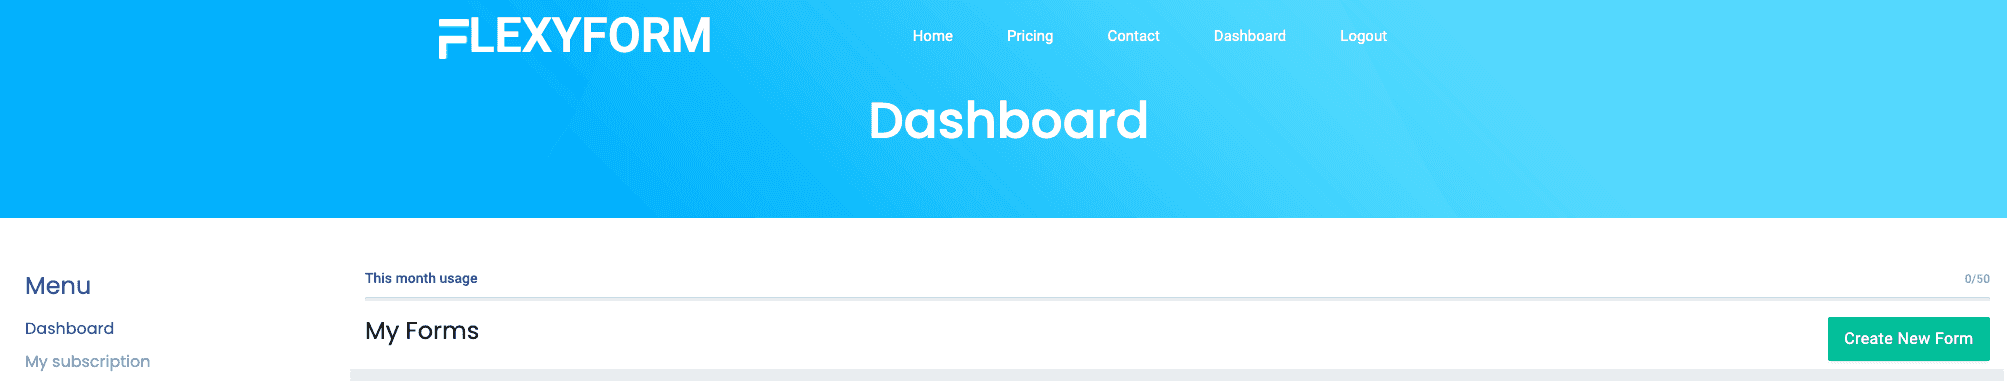 FLEXYFORM
Home Pricing Contact Dashboard Logout
Dashboard
Menu
Dashboard
My subscription
This month usage 0/50
My Forms
Create New Form